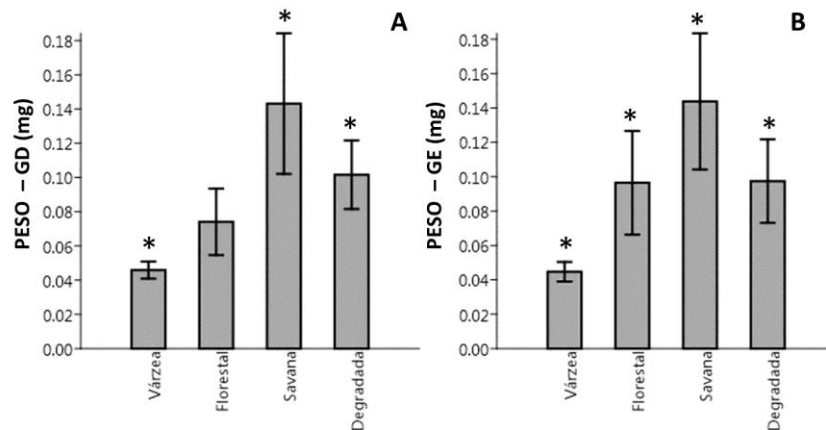 A
PESO – GD (mg)
0.18
0.16
0.14
0.12
0.10
0.08
0.06
0.04
0.02
0.00
*
*
*
Várzea
Florestal
Savana
Degradada
B
PESO – GE (mg)
0.18
0.16
0.14
0.12
0.10
0.08
0.06
0.04
0.02
0.00
*
*
*
*
Várzea
Florestal
Savana
Degradada